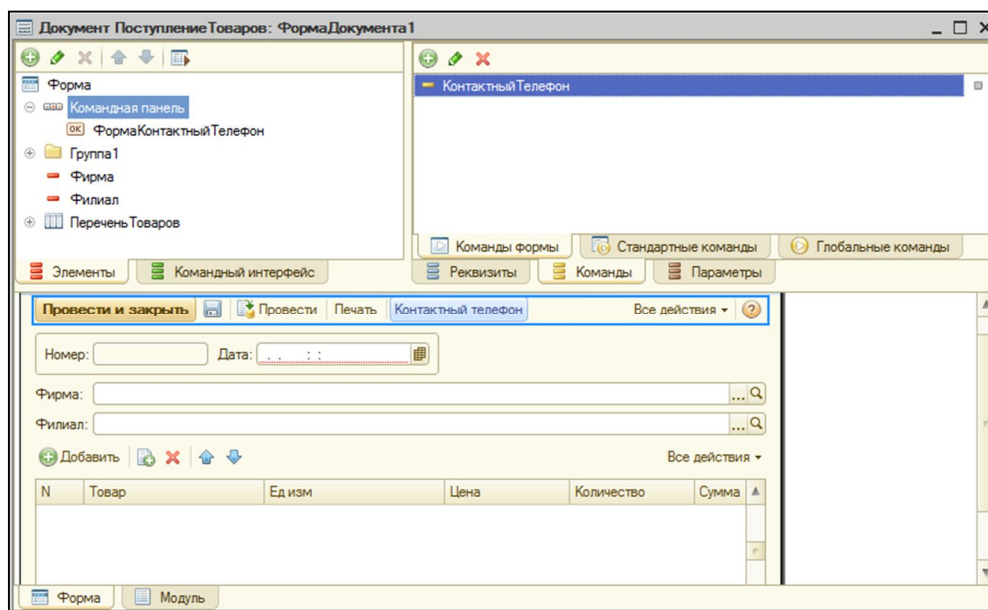 Документ ПоступлениеТоваров: ФормаДокумента1
Форма
Командная панель
OK ФормаКонтактныйТелефон
Группа1
Фирма
Филиал
ПереченьТоваров
Элементы Командный интерфейс
КонтактныйТелефон
Команды формы Стандартные команды Глобальные команды
Реквизиты Команды Параметры
Провести и закрыть Провести Печать Контактный телефон Все действия ?
Номер: Дата: . . : :
Фирма: ...
Филиал: ...
Добавить Все действия
N Товар Ед изм Цена Количество Сумма
Форма Модуль